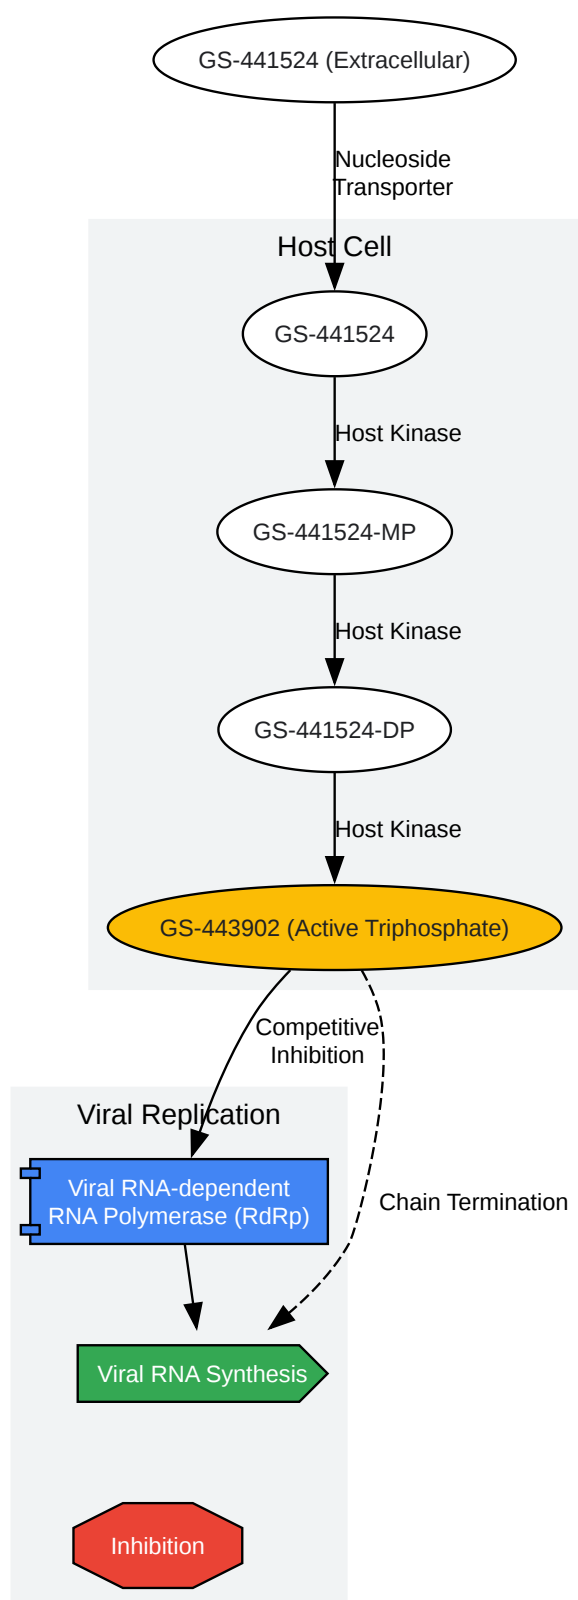 GS-441524 (Extracellular)
Nucleoside
Transporter
Host Cell
GS-441524
Host Kinase
GS-441524-MP
Host Kinase
GS-441524-DP
Host Kinase
GS-443902 (Active Triphosphate)
Competitive
Inhibition
Viral Replication
Viral RNA-dependent
RNA Polymerase (RdRp)
Chain Termination
Viral RNA Synthesis
Inhibition